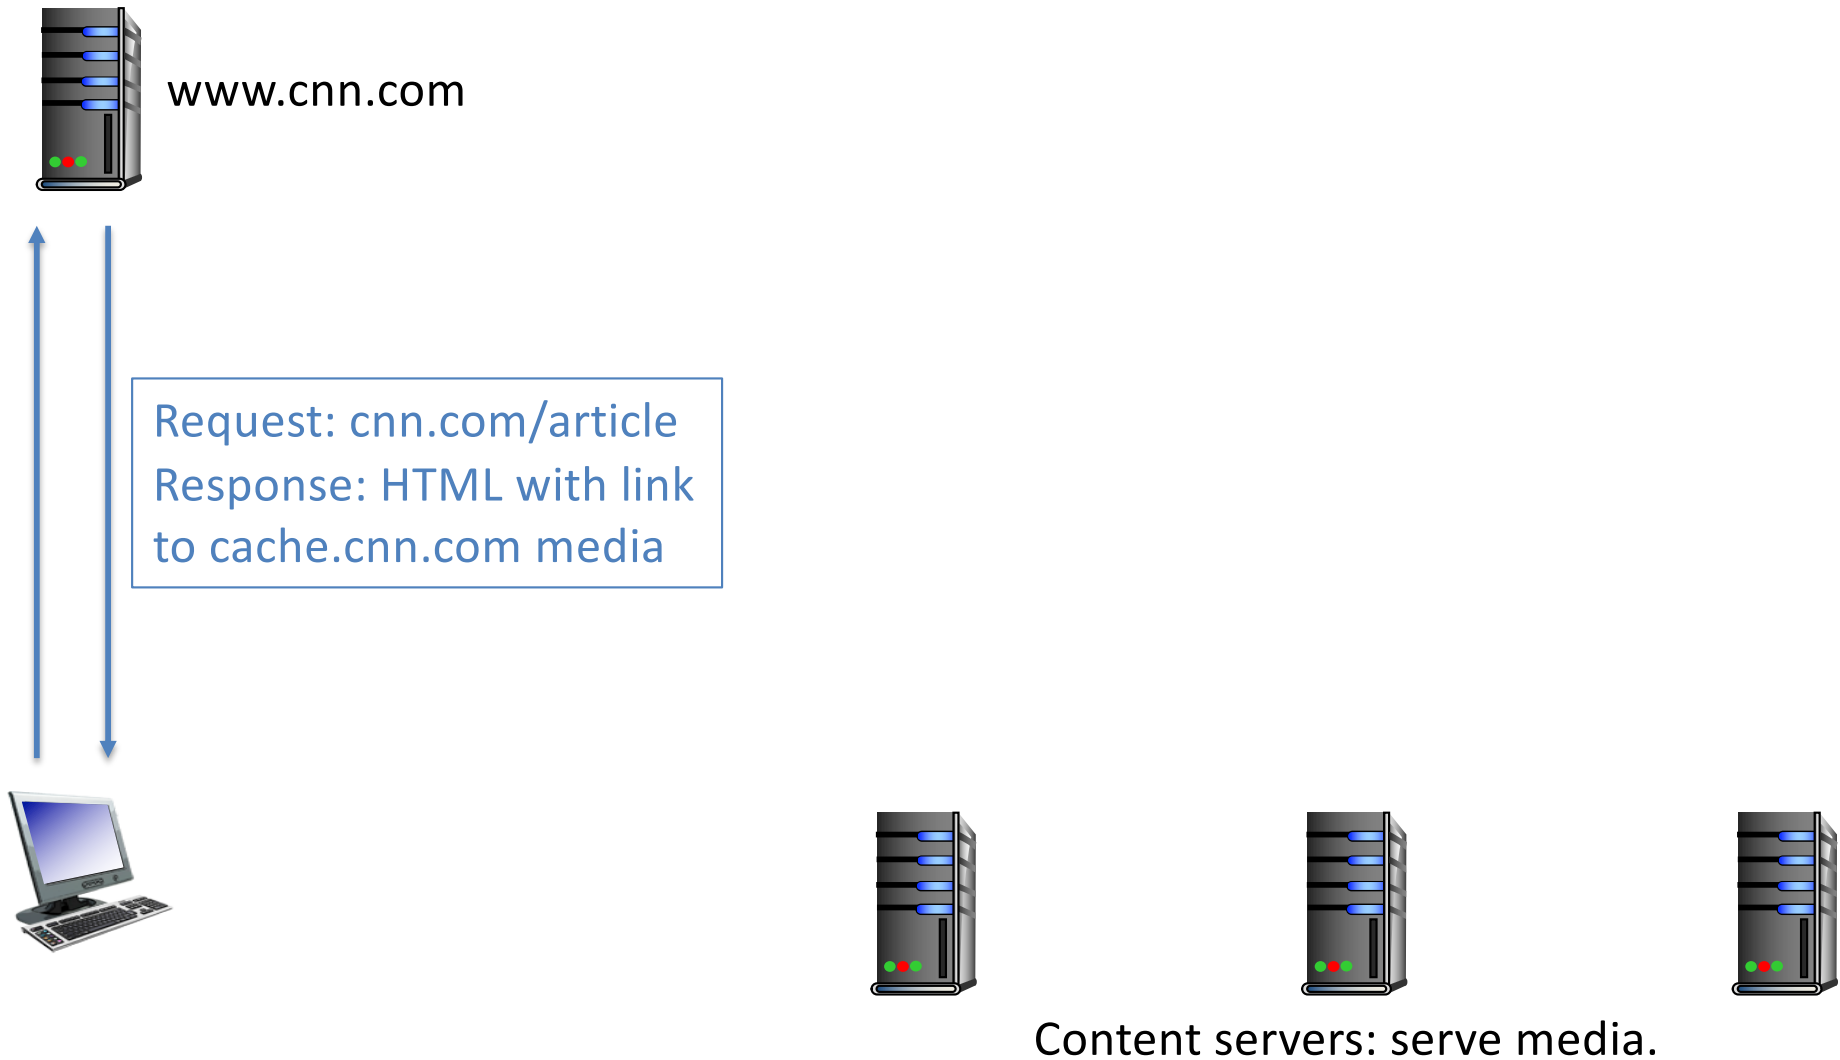 www.cnn.com
Request: cnn.com/article
Response: HTML with link
to cache.cnn.com media
Content servers: serve media.